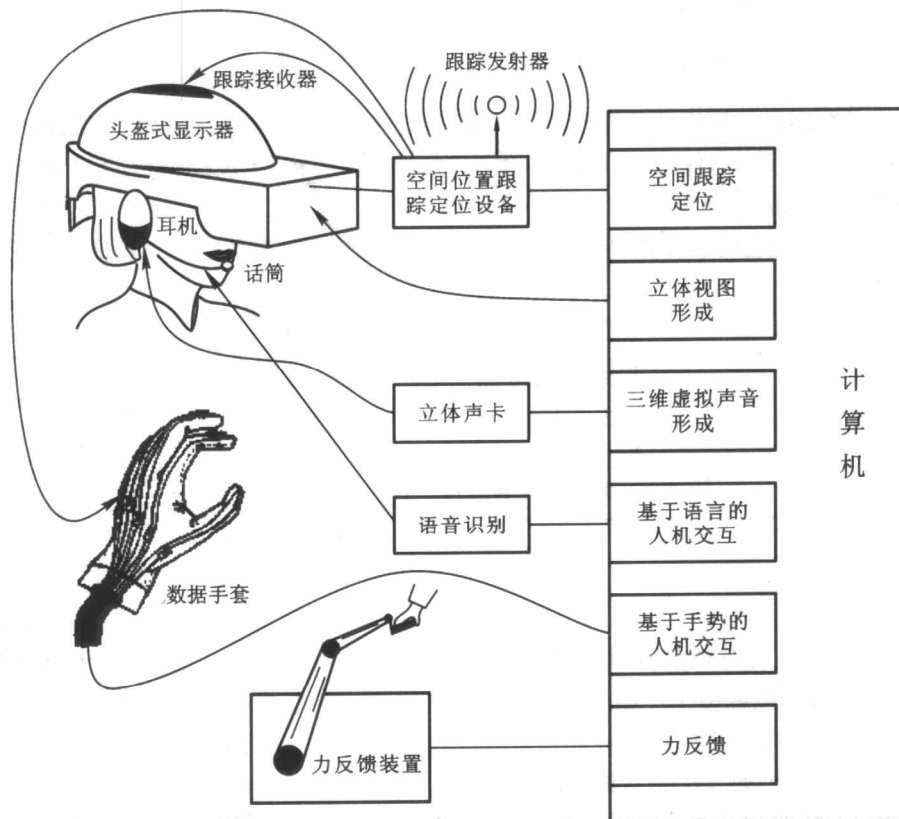 跟踪发射器
跟踪接收器
头盔式显示器
空间位置跟
踪定位设备
空间跟踪
定位
耳机
话筒
立体视图
形成
立体声卡
三维虚拟声音
形成
计
算
机
语音识别
基于语言的
人机交互
数据手套
基于手势的
人机交互
力反馈装置
力反馈